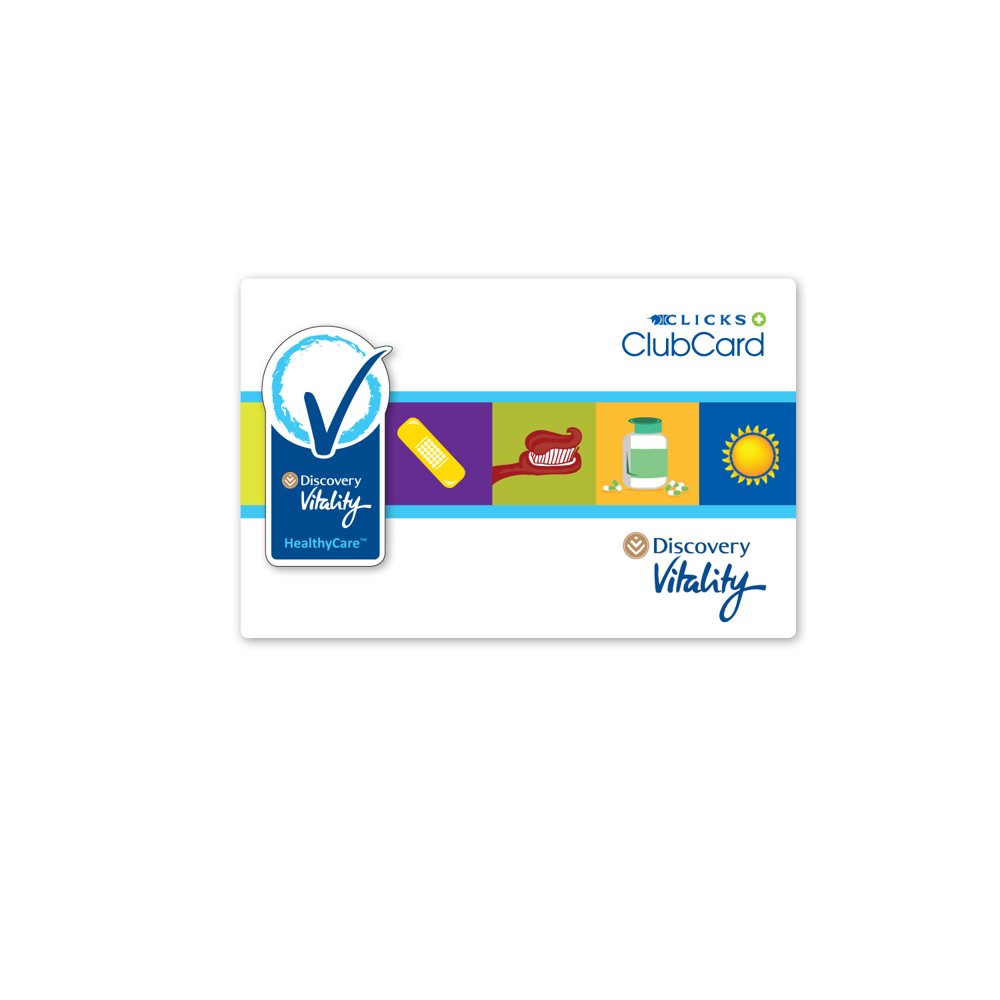 CLICKS
ClubCard
Discovery
Vitality
HealthyCare™
Discovery
Vitality